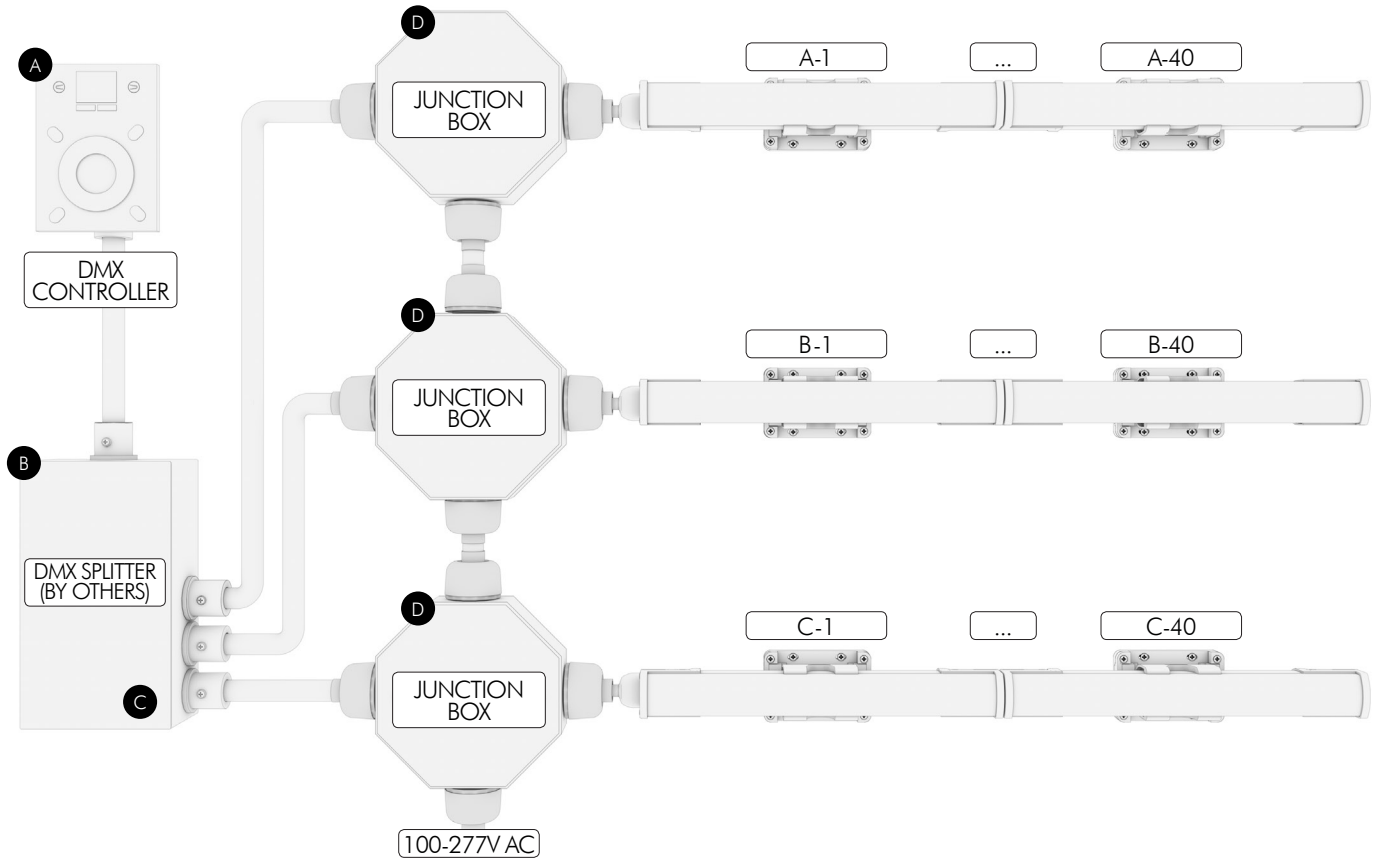 D
A
A-1
...
A-40
JUNCTION
BOX
DMX
CONTROLLER
D
B-1
...
B-40
JUNCTION
BOX
B
DMX SPLITTER
(BY OTHERS)
D
C-1
...
C-40
JUNCTION
BOX
C
100-277V AC